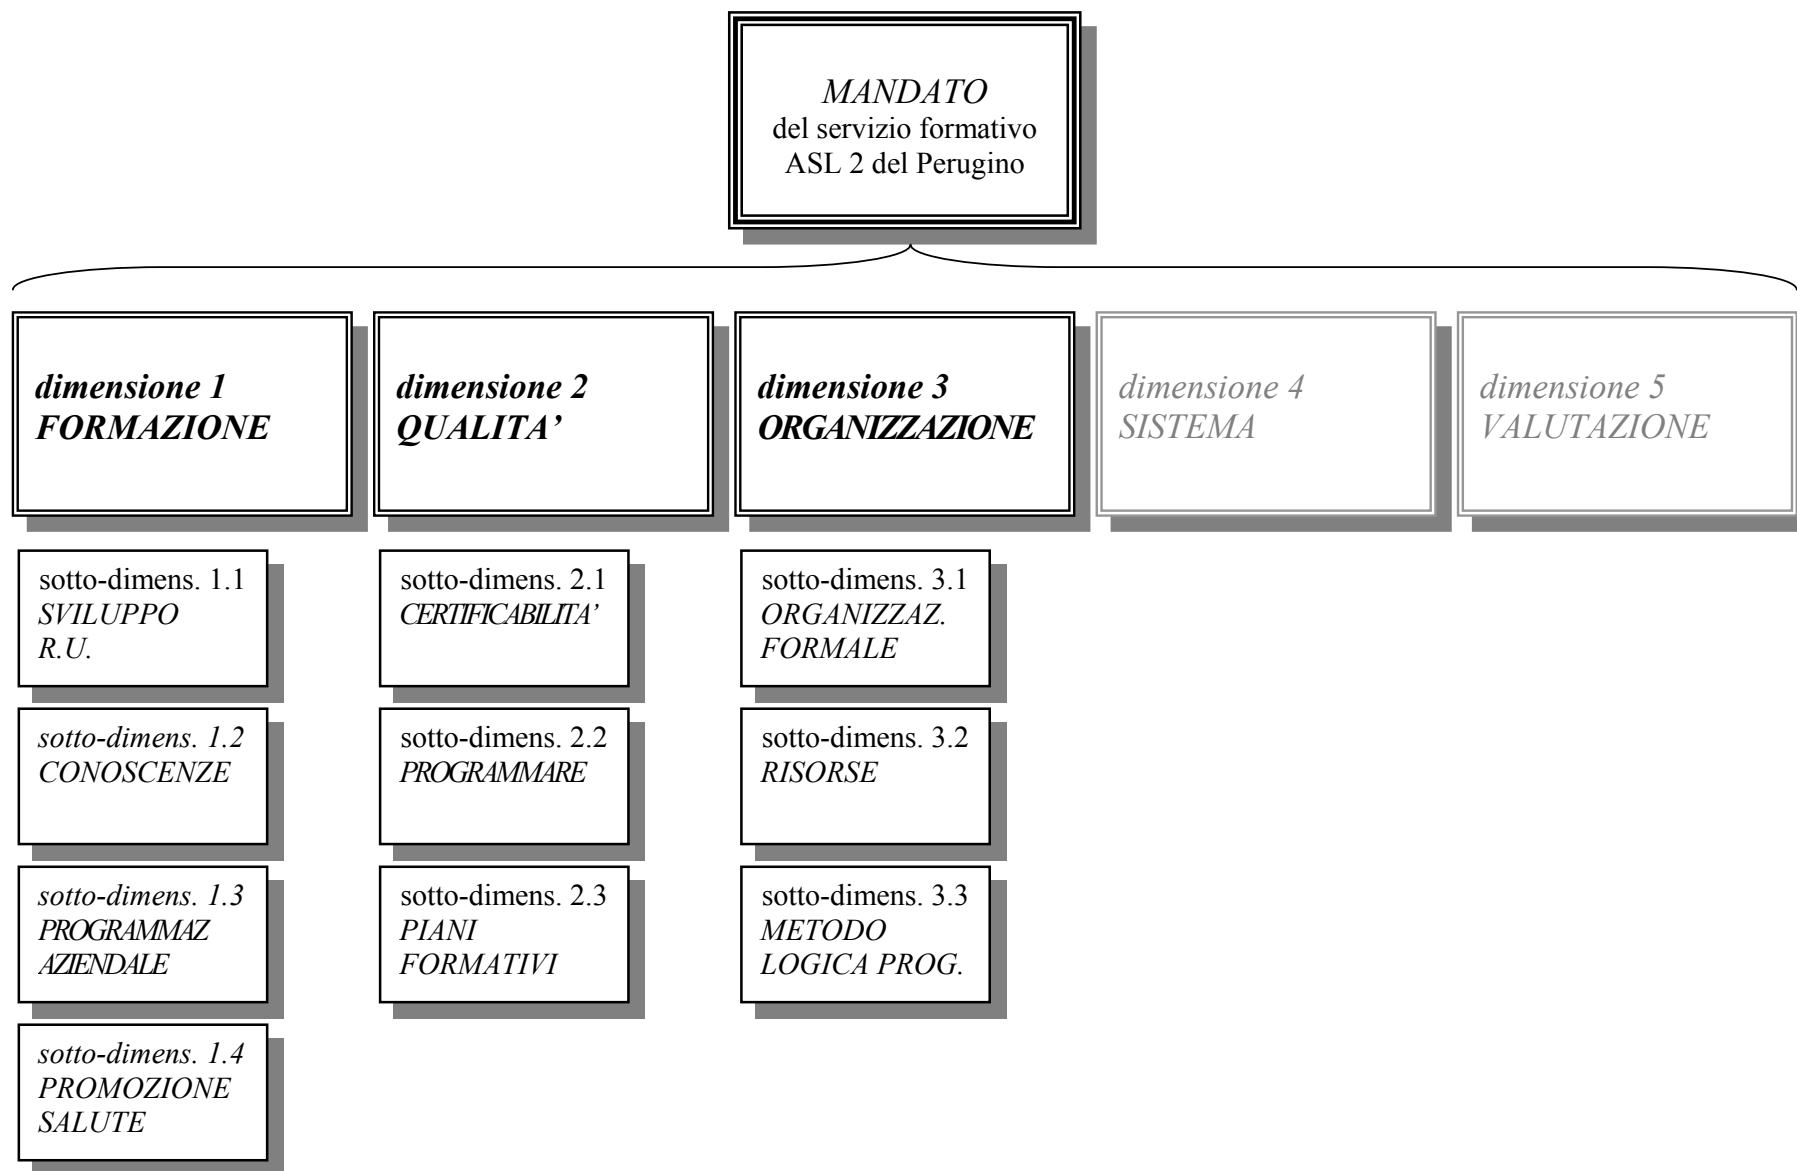 MANDATO
del servizio formativo
ASL 2 del Perugino
dimensione 1
FORMAZIONE
dimensione 2
QUALITA’
dimensione 3
ORGANIZZAZIONE
dimensione 4
SISTEMA
dimensione 5
VALUTAZIONE
sotto-dimens. 1.1
SVILUPPO
R.U.
sotto-dimens. 1.2
CONOSCENZE
sotto-dimens. 1.3
PROGRAMMAZ
AZIENDALE
sotto-dimens. 1.4
PROMOZIONE
SALUTE
sotto-dimens. 2.1
CERTIFICABILITA’
sotto-dimens. 2.2
PROGRAMMARE
sotto-dimens. 2.3
PIANI
FORMATIVI
sotto-dimens. 3.1
ORGANIZZAZ.
FORMALE
sotto-dimens. 3.2
RISORSE
sotto-dimens. 3.3
METODO
LOGICA PROG.